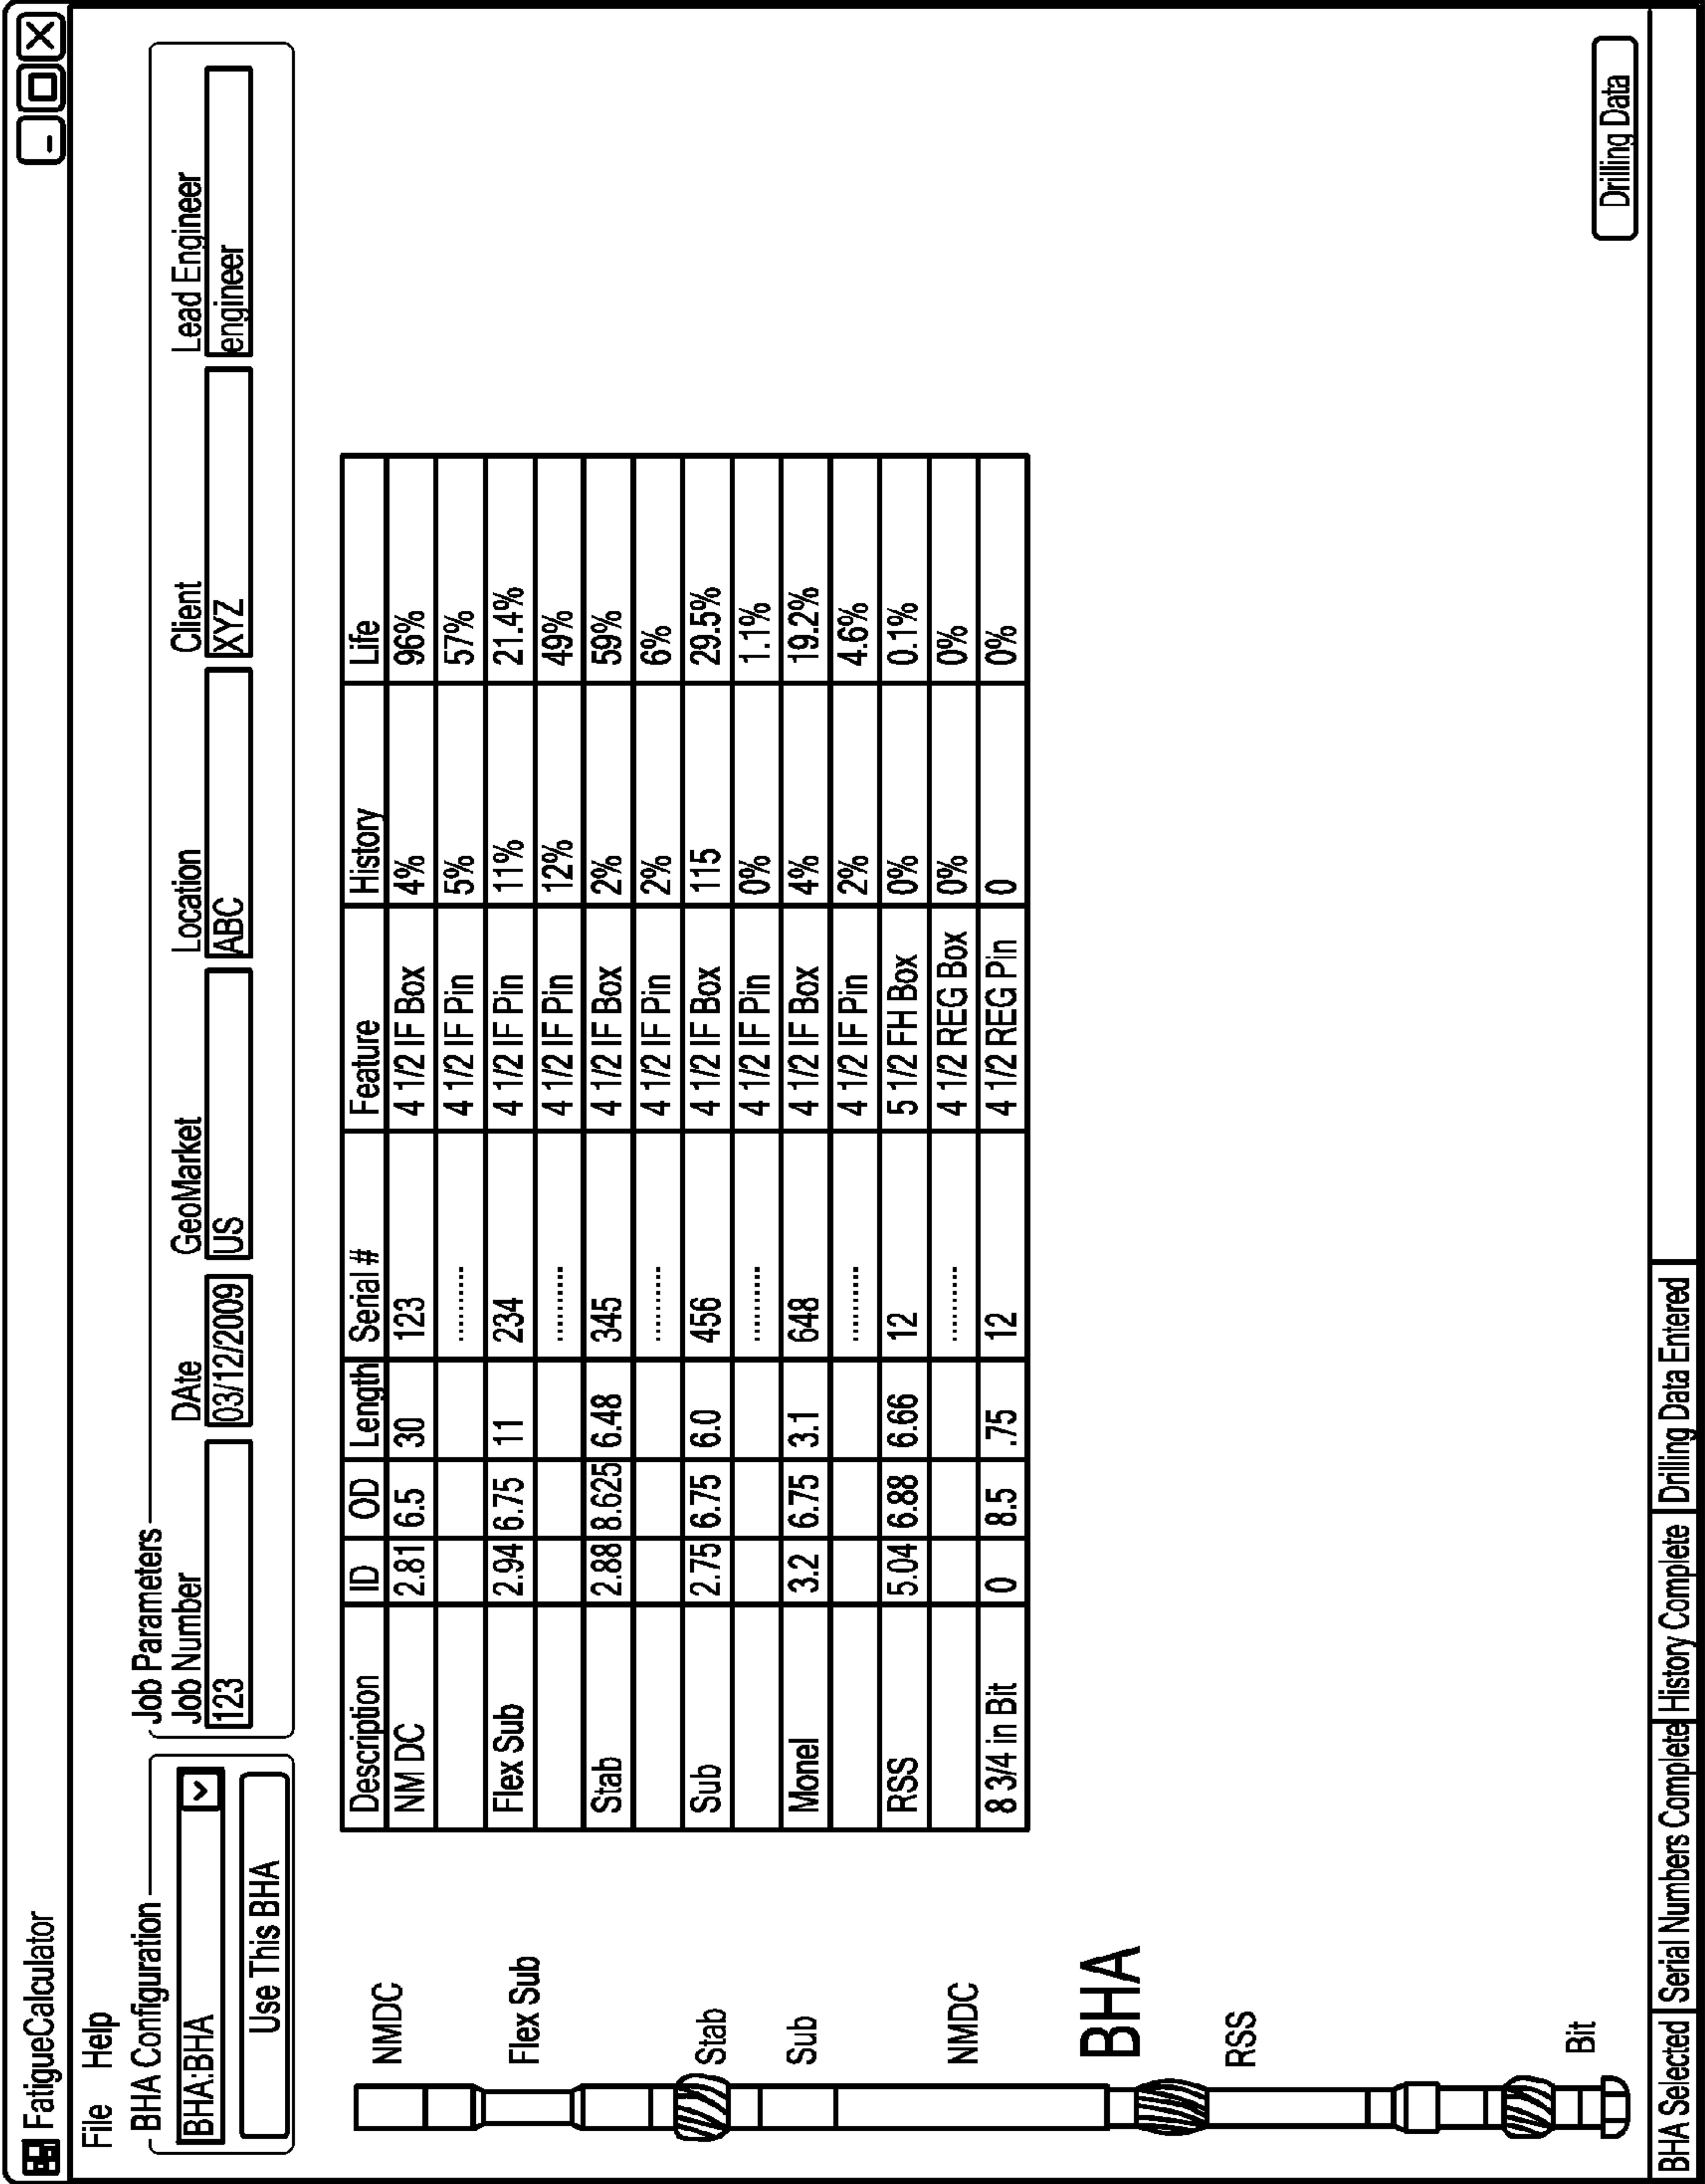 FatigueCalculator
File Help
BHA Configuration
BHA:BHA
Use This BHA
Job Parameters
Job Number DAte GeoMarket Location Client Lead Engineer
123 03/12/2009 US ABC XYZ engineer
Description ID OD Length Serial # Feature History Life
NM DC 2.81 6.5 30 123 4 1/2 IF Box 4% 96%
.......... 4 1/2 IF Pin 5% 57%
Flex Sub 2.94 6.75 11 234 4 1/2 IF Pin 11% 21.4%
.......... 4 1/2 IF Pin 12% 49%
Stab 2.88 8.625 6.48 345 4 1/2 IF Box 2% 59%
.......... 4 1/2 IF Pin 2% 6%
Sub 2.75 6.75 6.0 456 4 1/2 IF Box 115 29.5%
.......... 4 1/2 IF Pin 0% 1.1%
Monel 3.2 6.75 3.1 648 4 1/2 IF Box 4% 19.2%
.......... 4 1/2 IF Pin 2% 4.6%
RSS 5.04 6.88 6.66 12 5 1/2 FH Box 0% 0.1%
.......... 4 1/2 REG Box 0% 0%
8 3/4 in Bit 0 8.5 .75 12 4 1/2 REG Pin 0 0%
NMDC
Flex Sub
Stab
Sub
NMDC
BHA
RSS
Bit
Drilling Data
BHA Selected Serial Numbers Complete History Complete Drilling Data Entered